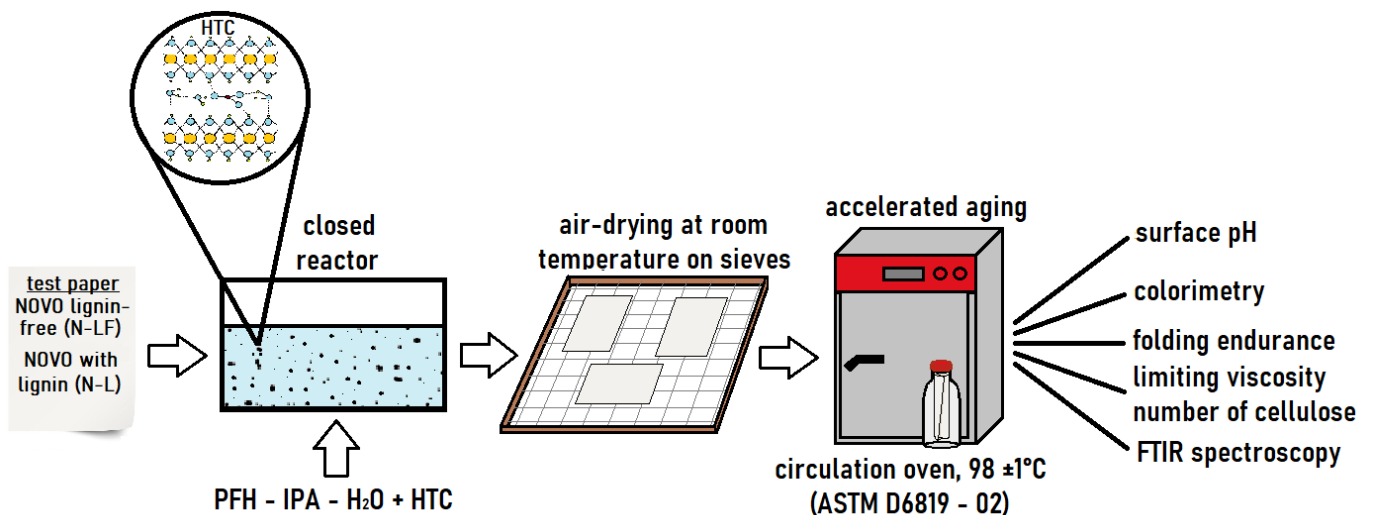 HTC
closed
reactor
test paper
NOVO lignin-
free (N-LF)
NOVO with
lignin (N-L)
PFH - IPA - H₂O + HTC
air-drying at room
temperature on sieves
accelerated aging
circulation oven, 98 ±1°C
(ASTM D6819 - 02)
surface pH
colorimetry
folding endurance
limiting viscosity
number of cellulose
FTIR spectroscopy